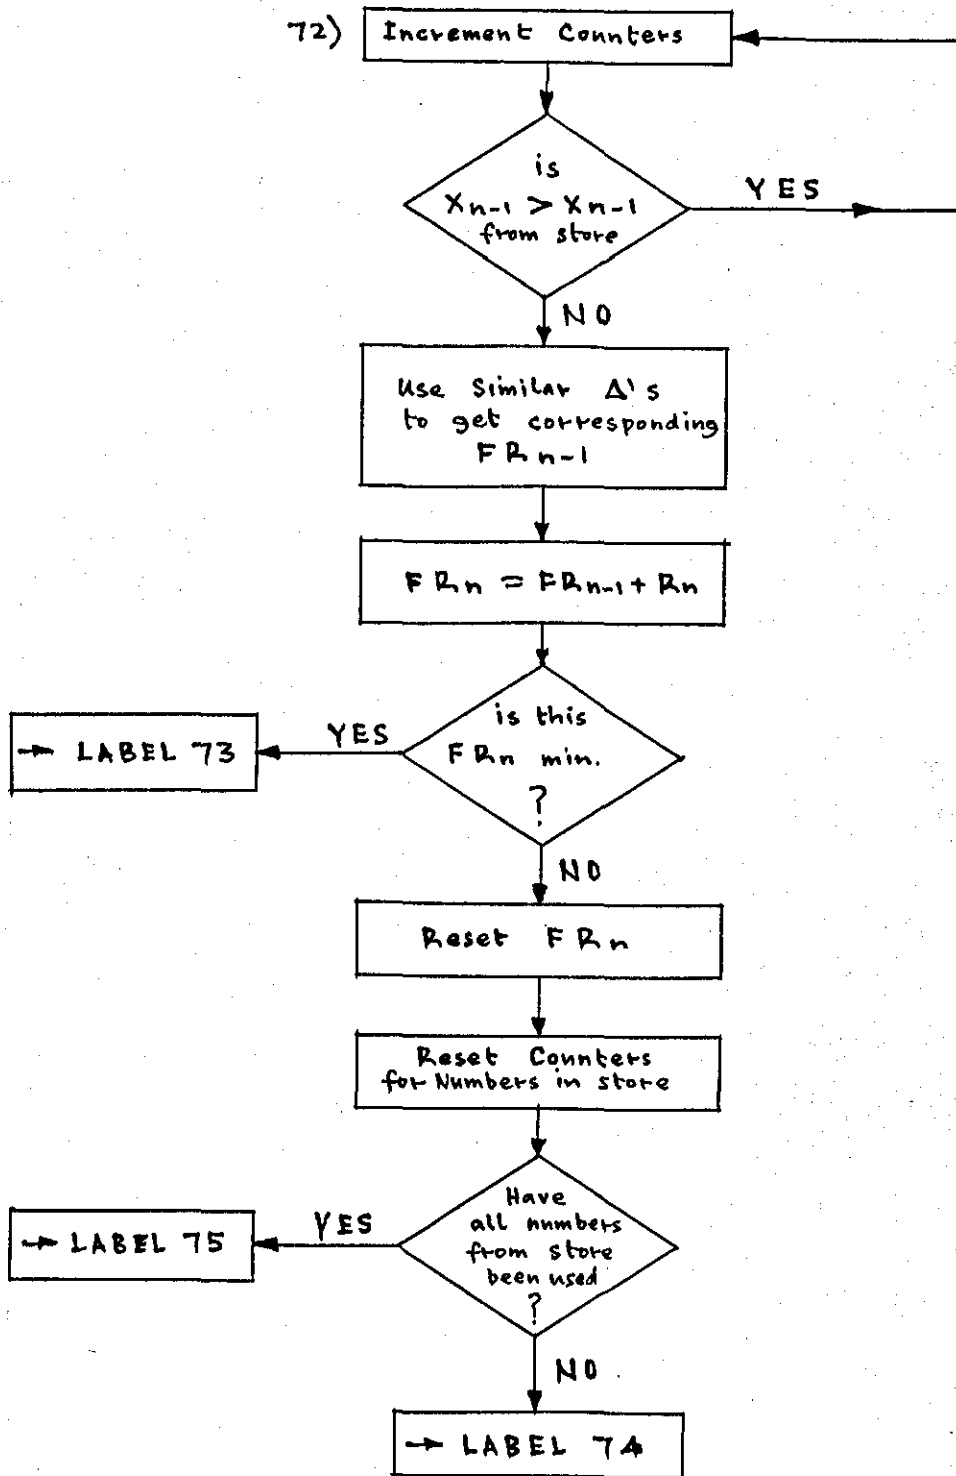 72) Increment Counters
is
Xn-1 > Xn-1
from store
YES
NO
Use Similar Δ's
to get corresponding
FRn-1
FRn = FRn-1 + Rn
is this
FRn min.
?
YES
→ LABEL 73
NO
Reset FRn
Reset Counters
for Numbers in store
Have
all numbers
from store
been used
?
YES
→ LABEL 75
NO
→ LABEL 74